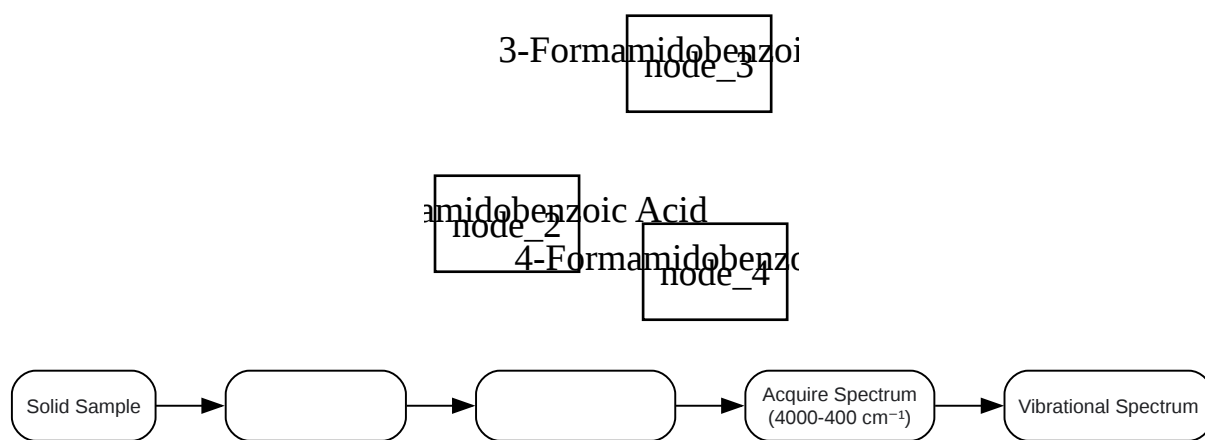 3-Formamidobenzoi
node_3
amidobenzoic Acid
node_2
4-Formamidobenzo
node_4
Solid Sample
Acquire Spectrum
(4000-400 cm⁻¹)
Vibrational Spectrum